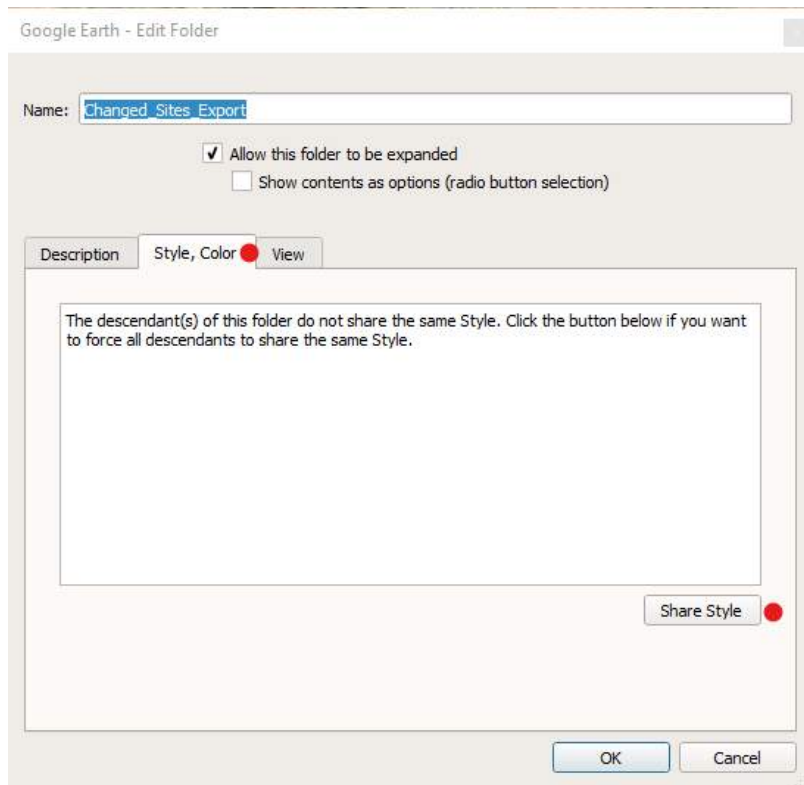 Google Earth - Edit Folder
Name: Changed_Sites_Export
Allow this folder to be expanded
Show contents as options (radio button selection)
Description Style, Color View
The descendant(s) of this folder do not share the same Style. Click the button below if you want
to force all descendants to share the same Style.
Share Style
OK Cancel